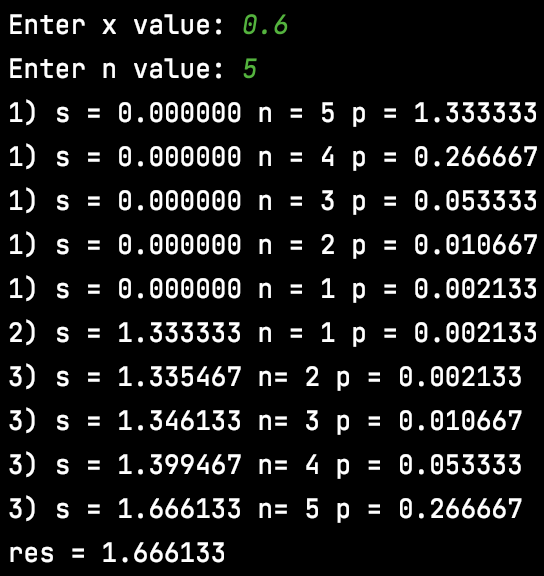 Enter x value: 0.6
Enter n value: 5
1) s = 0.000000 n = 5 p = 1.333333
1) s = 0.000000 n = 4 p = 0.266667
1) s = 0.000000 n = 3 p = 0.053333
1) s = 0.000000 n = 2 p = 0.010667
1) s = 0.000000 n = 1 p = 0.002133
2) s = 1.333333 n = 1 p = 0.002133
3) s = 1.335467 n= 2 p = 0.002133
3) s = 1.346133 n= 3 p = 0.010667
3) s = 1.399467 n= 4 p = 0.053333
3) s = 1.666133 n= 5 p = 0.266667
res = 1.666133